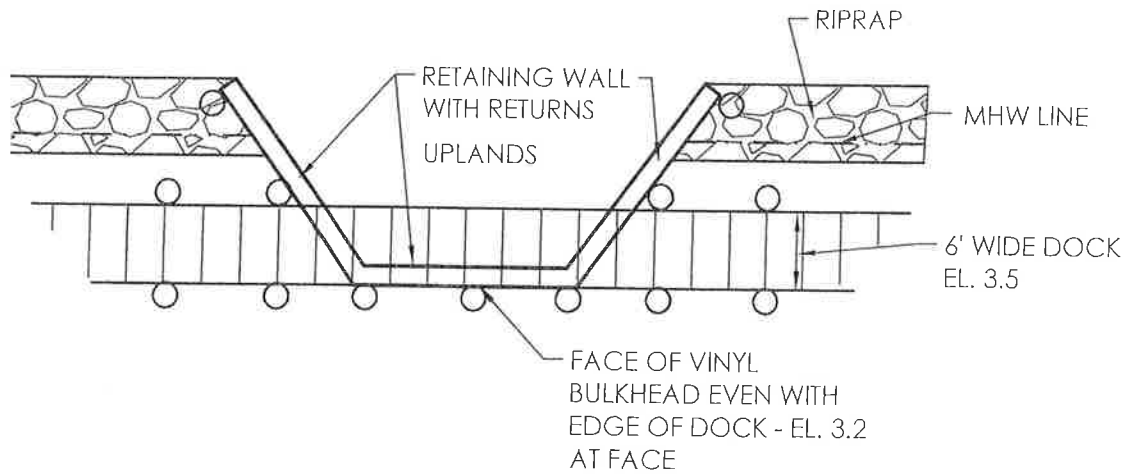 RIPRAP
RETAINING WALL
WITH RETURNS
UPLANDS
MHW LINE
6' WIDE DOCK
EL. 3.5
FACE OF VINYL
BULKHEAD EVEN WITH
EDGE OF DOCK - EL. 3.2
AT FACE